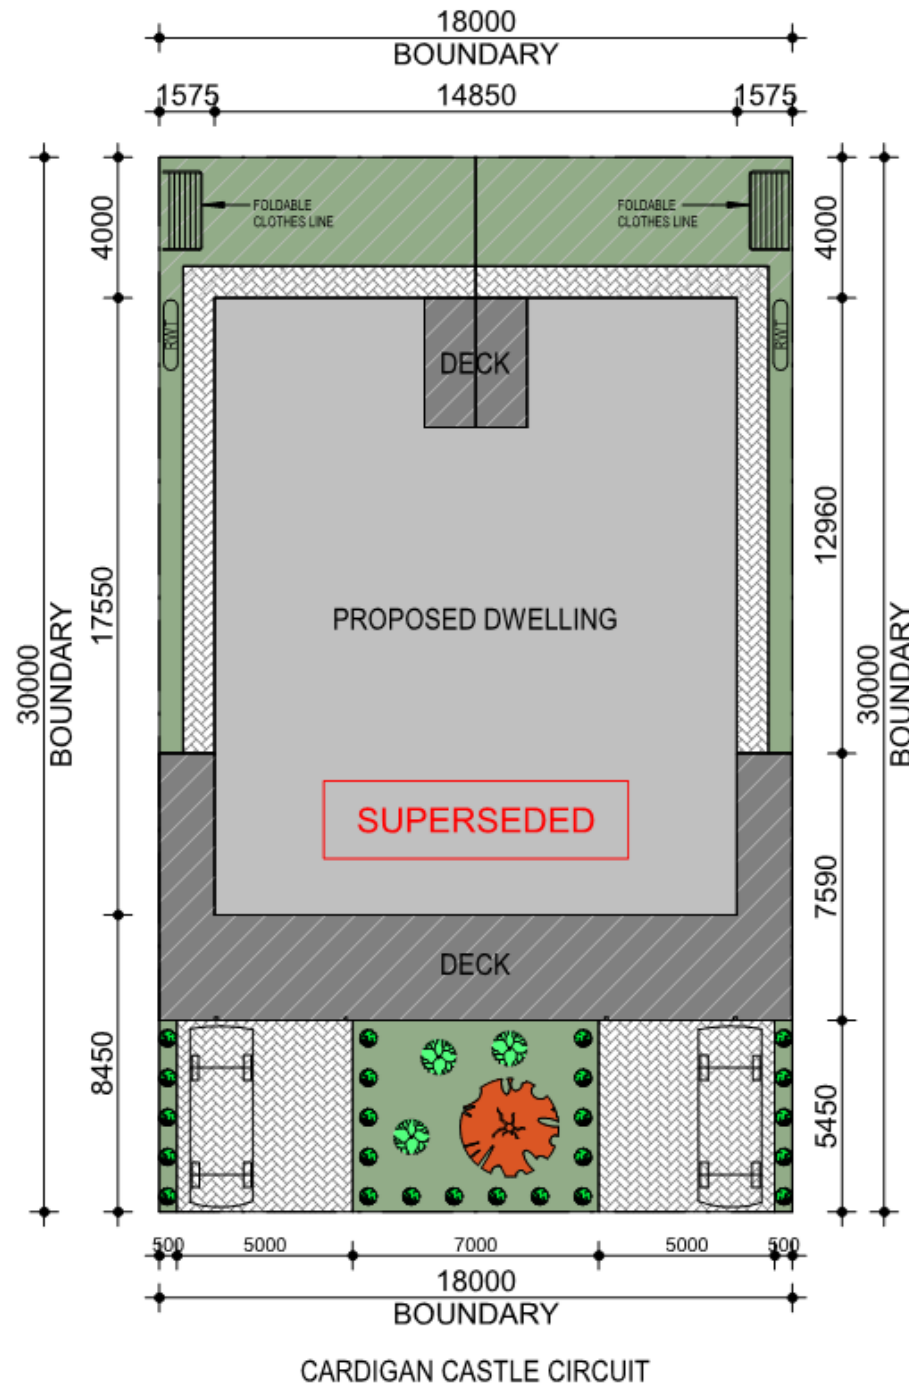 18000
BOUNDARY
1575
14850
1575
4000
4000
FOLDABLE
CLOTHES LINE
FOLDABLE
CLOTHES LINE
RWT
RWT
DECK
12960
17550
PROPOSED DWELLING
30000
BOUNDARY
30000
BOUNDARY
SUPERSEDED
7590
DECK
8450
5450
500
5000
7000
5000
500
18000
BOUNDARY
CARDIGAN CASTLE CIRCUIT